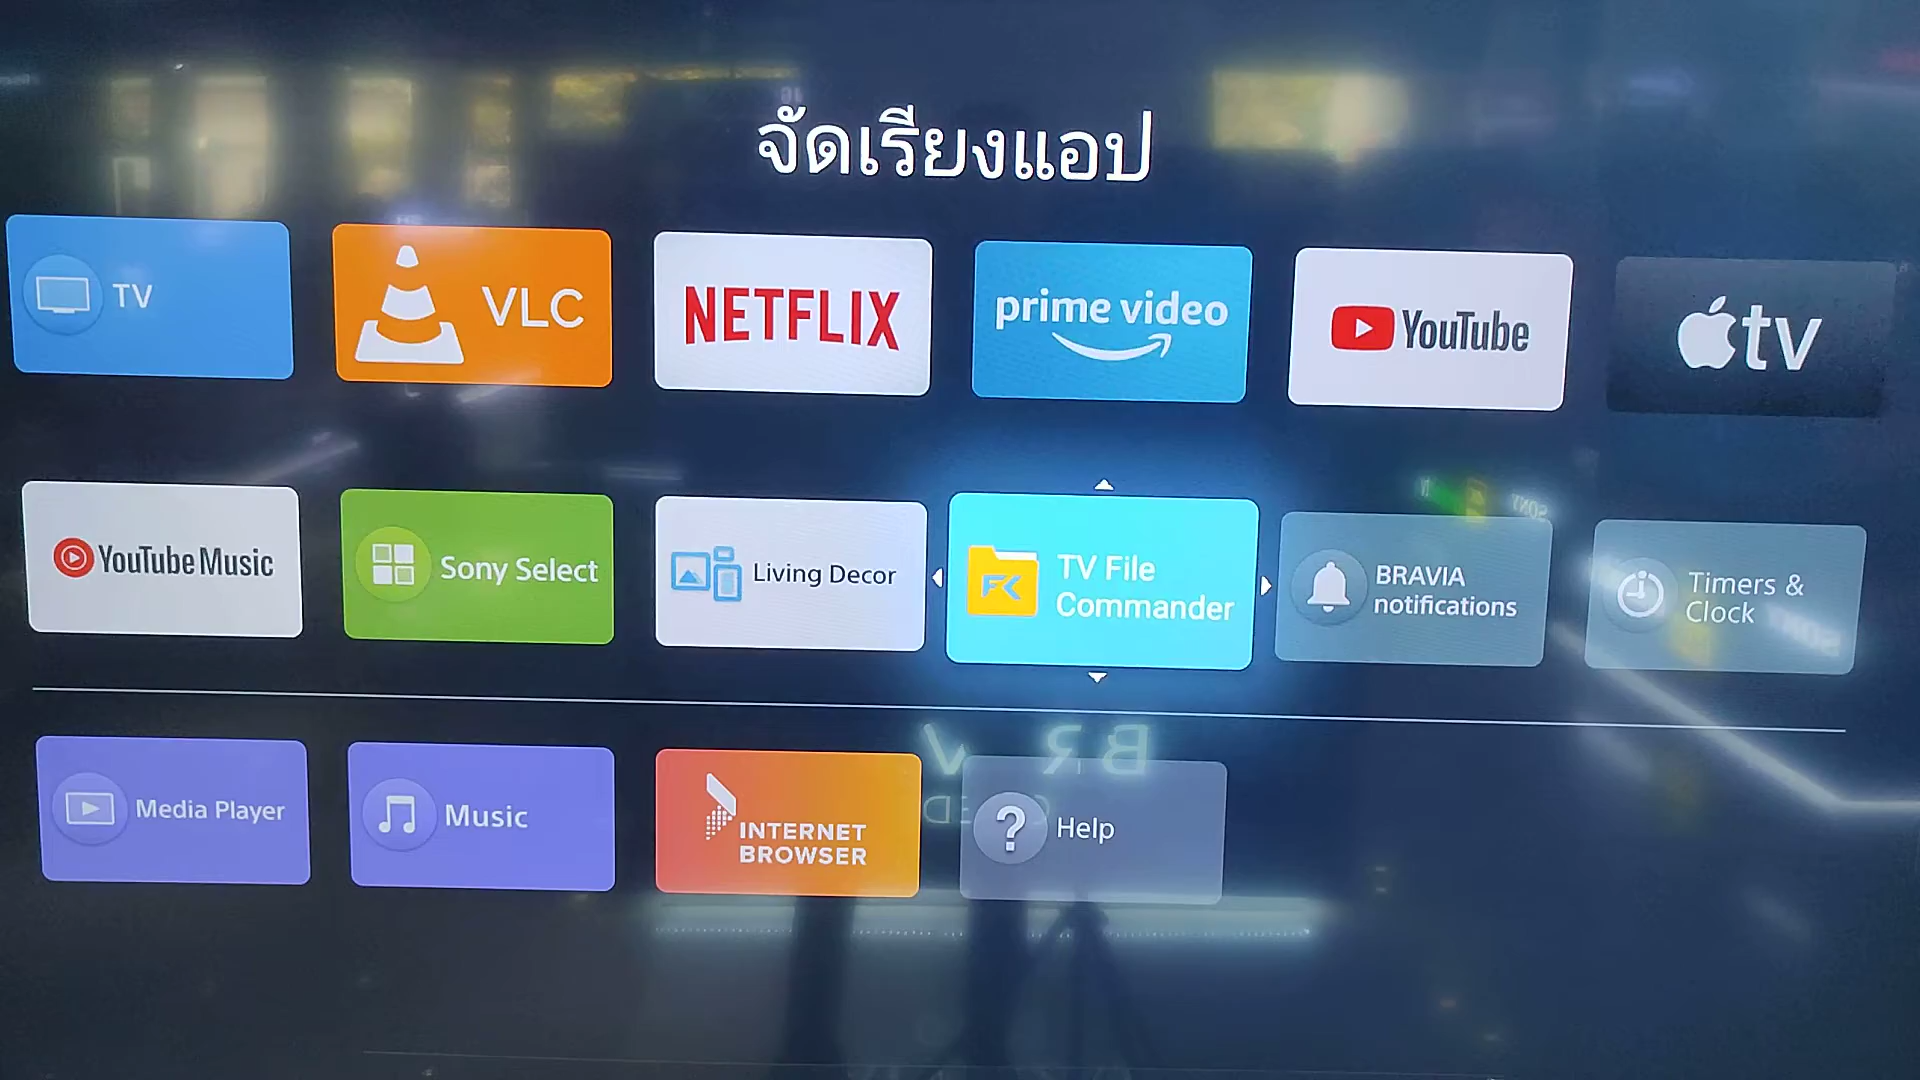 จัดเรียงแอป
TV
VLC
NETFLIX
prime video
YouTube
tv
YouTube Music
Sony Select
Living Decor
TV File
Commander
BRAVIA
notifications
Timers &
Clock
Media Player
Music
INTERNET
BROWSER
Help